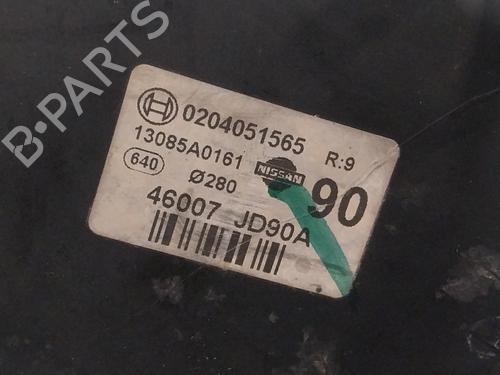 B-PARTS
0204051565
R:9
13085A0161
NISSAN
90
640
Ø280
46007 JD90A